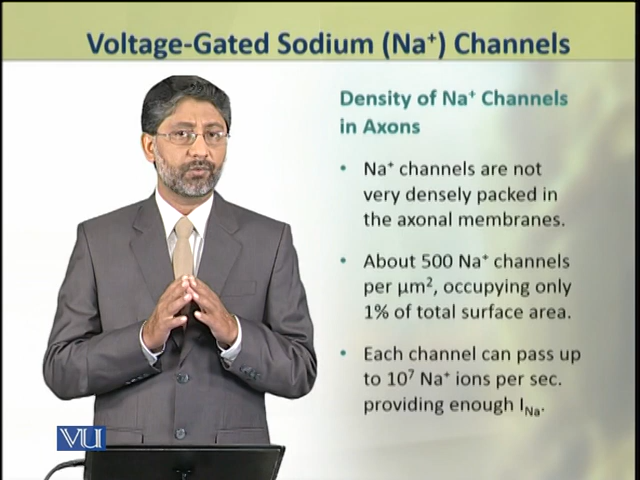 Voltage-Gated Sodium (Na⁺) Channels
Density of Na⁺ Channels
in Axons
• Na⁺ channels are not
very densely packed in
the axonal membranes.
• About 500 Na⁺ channels
per µm², occupying only
1% of total surface area.
• Each channel can pass up
to 10⁷ Na⁺ ions per sec.
providing enough I_Na.
VU